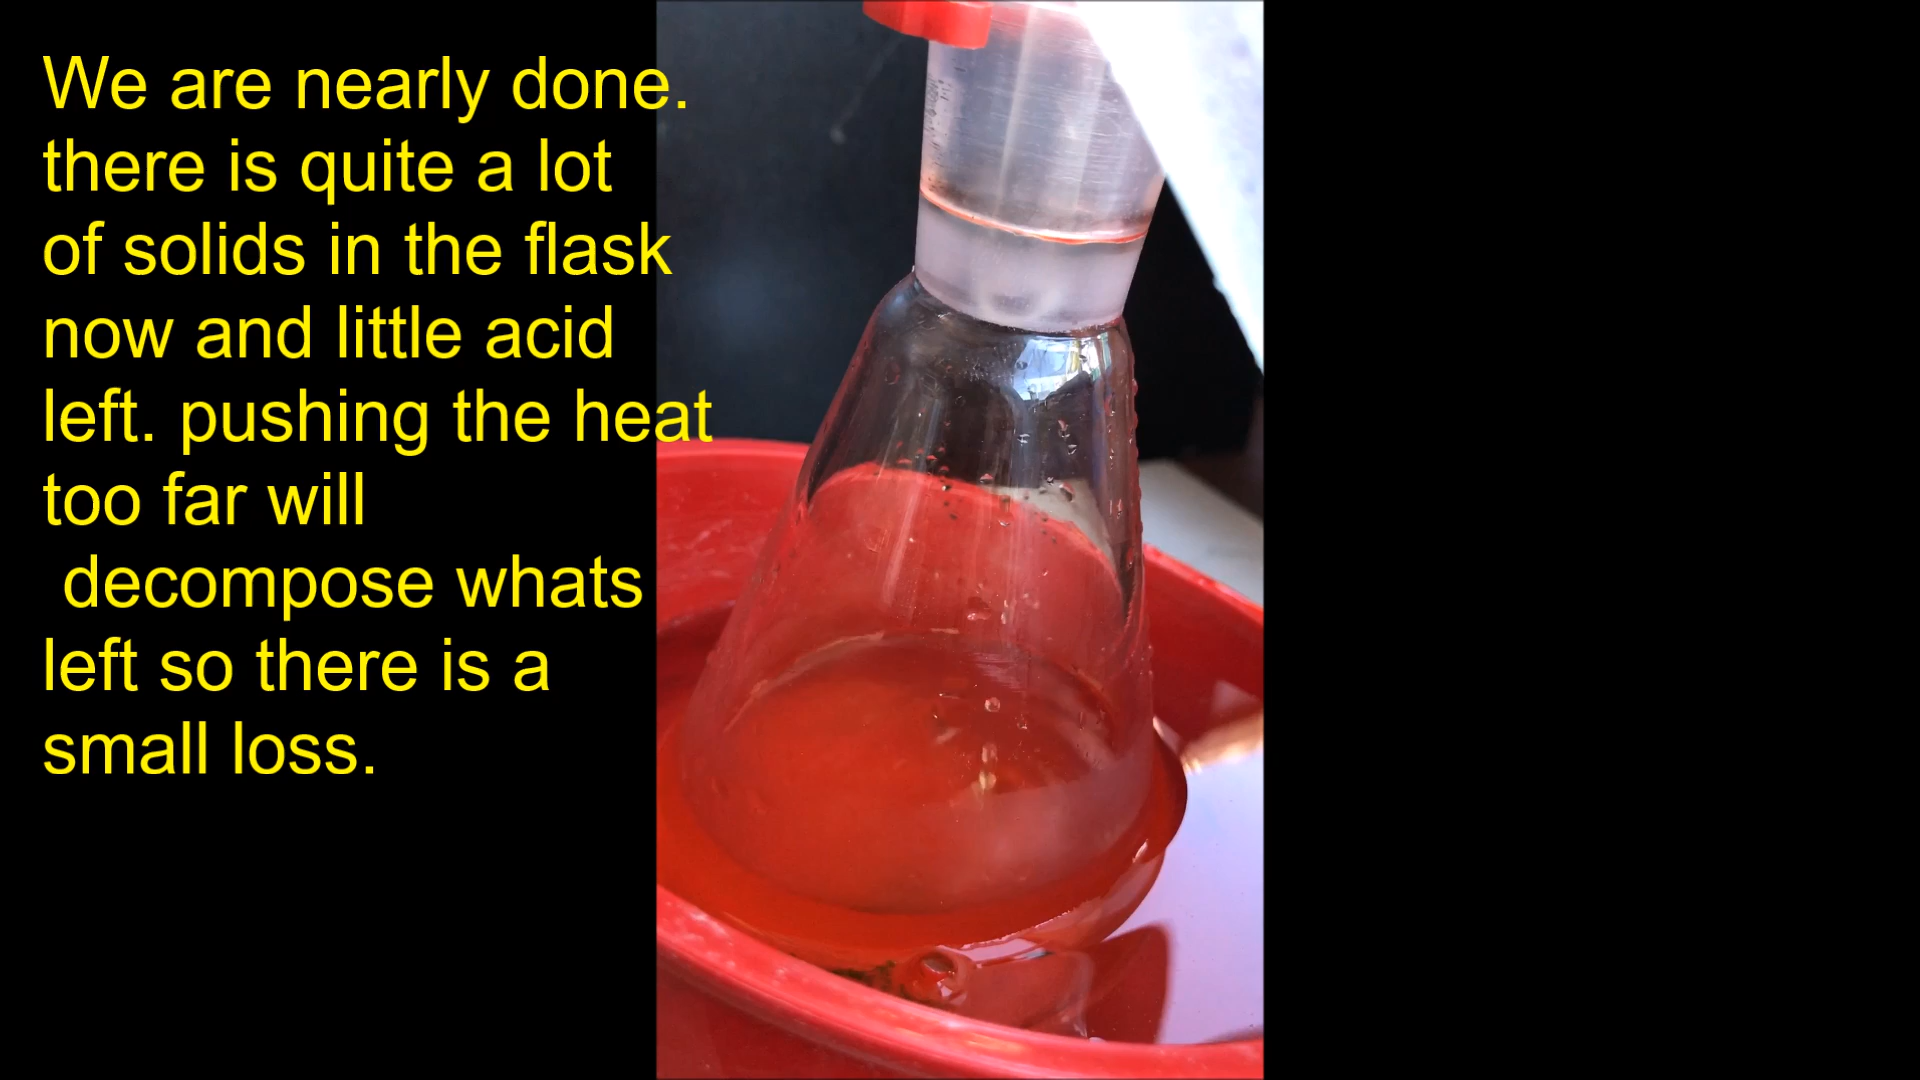 We are nearly done.
there is quite a lot
of solids in the flask
now and little acid
left. pushing the heat
too far will
decompose whats
left so there is a
small loss.